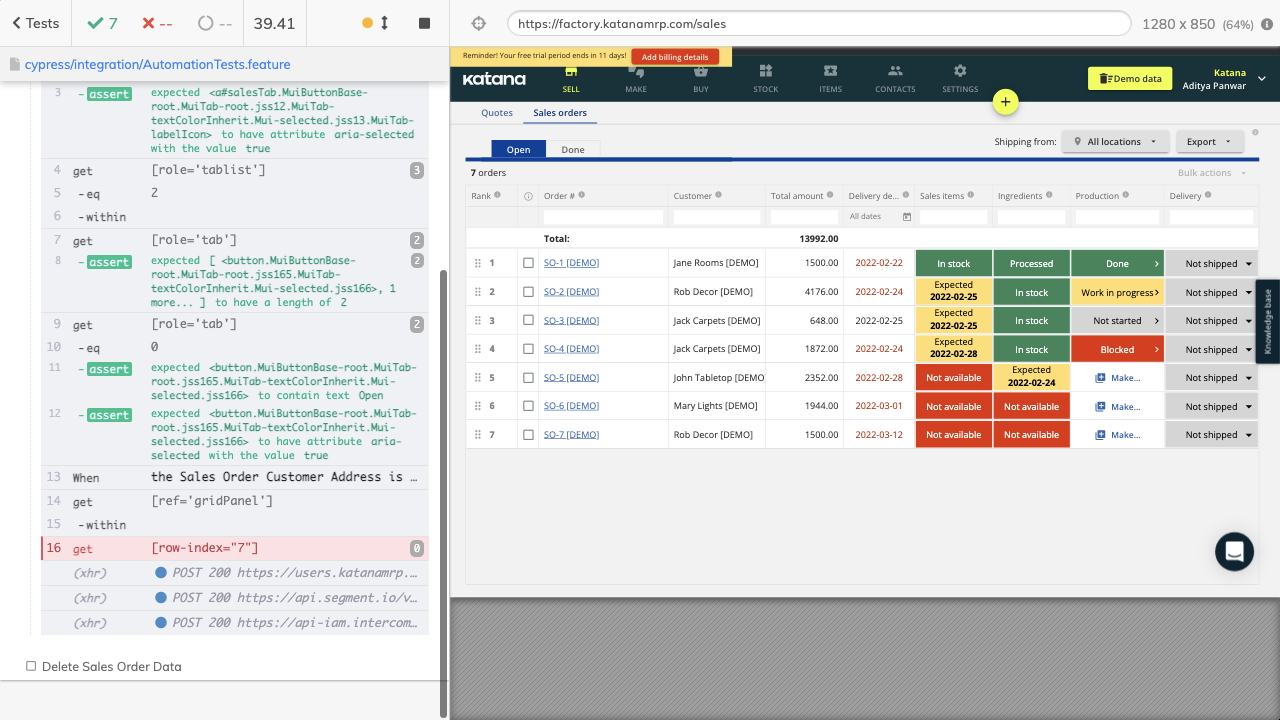 Tests
7
--
--
39.41
cypress/integration/AutomationTests.feature
3 -assert expected <a#salesTab.MuiButtonBase-
root.MuiTab-root.jss12.MuiTab-
textColorInherit.Mui-selected.jss13.MuiTab-
labelIcon> to have attribute aria-selected
with the value true
4 get [role='tablist'] 3
5 -eq 2
6 -within
7 get [role='tab'] 2
8 -assert expected [ <button.MuiButtonBase- 2
root.MuiTab-root.jss165.MuiTab-
textColorInherit.Mui-selected.jss166>, 1
more... ] to have a length of 2
9 get [role='tab'] 2
10 -eq 0
11 -assert expected <button.MuiButtonBase-root.MuiTab-
root.jss165.MuiTab-textColorInherit.Mui-
selected.jss166> to contain text Open
12 -assert expected <button.MuiButtonBase-root.MuiTab-
root.jss165.MuiTab-textColorInherit.Mui-
selected.jss166> to have attribute aria-
selected with the value true
13 When the Sales Order Customer Address is …
14 get [ref='gridPanel']
15 -within
16 get [row-index="7"] 0
(xhr) POST 200 https://users.katanamrp.…
(xhr) POST 200 https://api.segment.io/v…
(xhr) POST 200 https://api-iam.intercom…
Delete Sales Order Data
https://factory.katanamrp.com/sales
1280 x 850 (64%)
Reminder! Your free trial period ends in 11 days! Add billing details
katana
SELL MAKE BUY STOCK ITEMS CONTACTS SETTINGS
Demo data
Katana
Aditya Panwar
+
Quotes Sales orders
Open Done
Shipping from: All locations Export
7 orders
Bulk actions
Rank Order # Customer Total amount Delivery de... Sales items Ingredients Production Delivery
All dates
Total: 13992.00
1 SO-1 [DEMO] Jane Rooms [DEMO] 1500.00 2022-02-22 In stock Processed Done Not shipped
2 SO-2 [DEMO] Rob Decor [DEMO] 4176.00 2022-02-24 Expected 2022-02-25 In stock Work in progress Not shipped
3 SO-3 [DEMO] Jack Carpets [DEMO] 648.00 2022-02-25 Expected 2022-02-25 In stock Not started Not shipped
4 SO-4 [DEMO] Jack Carpets [DEMO] 1872.00 2022-02-24 Expected 2022-02-28 In stock Blocked Not shipped
5 SO-5 [DEMO] John Tabletop [DEMO 2352.00 2022-02-28 Not available Expected 2022-02-24 Make... Not shipped
6 SO-6 [DEMO] Mary Lights [DEMO] 1944.00 2022-03-01 Not available Not available Make... Not shipped
7 SO-7 [DEMO] Rob Decor [DEMO] 1500.00 2022-03-12 Not available Not available Make... Not shipped
Knowledge base